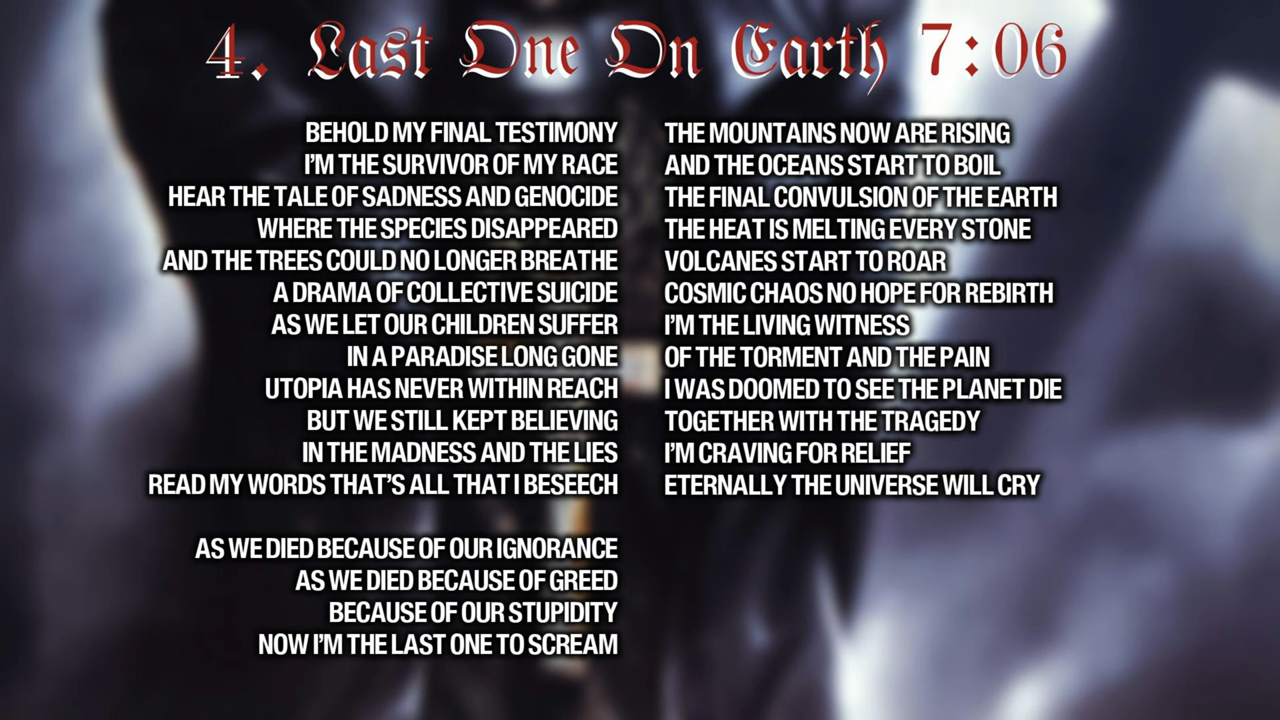 4. Last One On Earth 7:06
BEHOLD MY FINAL TESTIMONY
I'M THE SURVIVOR OF MY RACE
HEAR THE TALE OF SADNESS AND GENOCIDE
WHERE THE SPECIES DISAPPEARED
AND THE TREES COULD NO LONGER BREATHE
A DRAMA OF COLLECTIVE SUICIDE
AS WE LET OUR CHILDREN SUFFER
IN A PARADISE LONG GONE
UTOPIA HAS NEVER WITHIN REACH
BUT WE STILL KEPT BELIEVING
IN THE MADNESS AND THE LIES
READ MY WORDS THAT'S ALL THAT I BESEECH
AS WE DIED BECAUSE OF OUR IGNORANCE
AS WE DIED BECAUSE OF GREED
BECAUSE OF OUR STUPIDITY
NOW I'M THE LAST ONE TO SCREAM
THE MOUNTAINS NOW ARE RISING
AND THE OCEANS START TO BOIL
THE FINAL CONVULSION OF THE EARTH
THE HEAT IS MELTING EVERY STONE
VOLCANES START TO ROAR
COSMIC CHAOS NO HOPE FOR REBIRTH
I'M THE LIVING WITNESS
OF THE TORMENT AND THE PAIN
I WAS DOOMED TO SEE THE PLANET DIE
TOGETHER WITH THE TRAGEDY
I'M CRAVING FOR RELIEF
ETERNALLY THE UNIVERSE WILL CRY